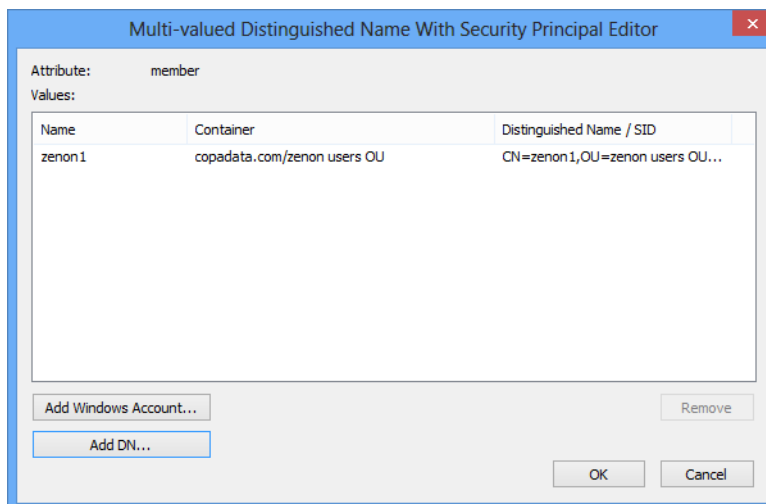 Multi-valued Distinguished Name With Security Principal Editor
Attribute: member
Values:
Name Container Distinguished Name / SID
zenon1 copadata.com/zenon users OU CN=zenon1,OU=zenon users OU...
Add Windows Account... Remove
Add DN...
OK Cancel